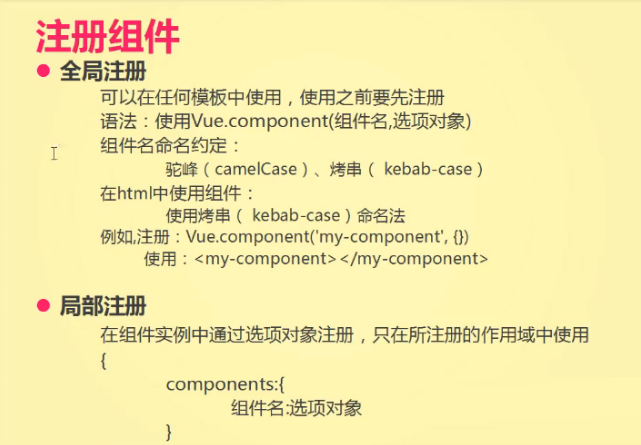 注册组件
全局注册
可以在任何模板中使用，使用之前要先注册
语法：使用Vue.component(组件名,选项对象)
组件名命名约定：
驼峰（camelCase）、烤串（ kebab-case）
在html中使用组件：
使用烤串（ kebab-case）命名法
例如,注册：Vue.component('my-component', {})
使用：<my-component></my-component>
局部注册
在组件实例中通过选项对象注册，只在所注册的作用域中使用
{
components:{
组件名:选项对象
}